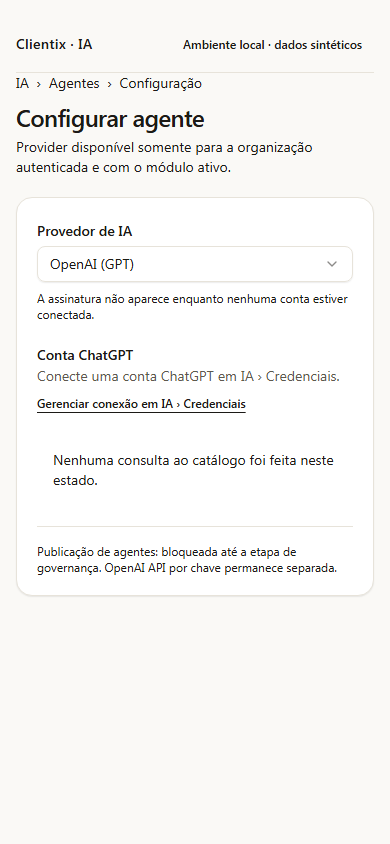 Clientix · IA
Ambiente local · dados sintéticos
IA › Agentes › Configuração
Configurar agente
Provider disponível somente para a organização
autenticada e com o módulo ativo.
Provedor de IA
OpenAI (GPT)
A assinatura não aparece enquanto nenhuma conta estiver
conectada.
Conta ChatGPT
Conecte uma conta ChatGPT em IA › Credenciais.
Gerenciar conexão em IA › Credenciais
Nenhuma consulta ao catálogo foi feita neste
estado.
Publicação de agentes: bloqueada até a etapa de
governança. OpenAI API por chave permanece separada.